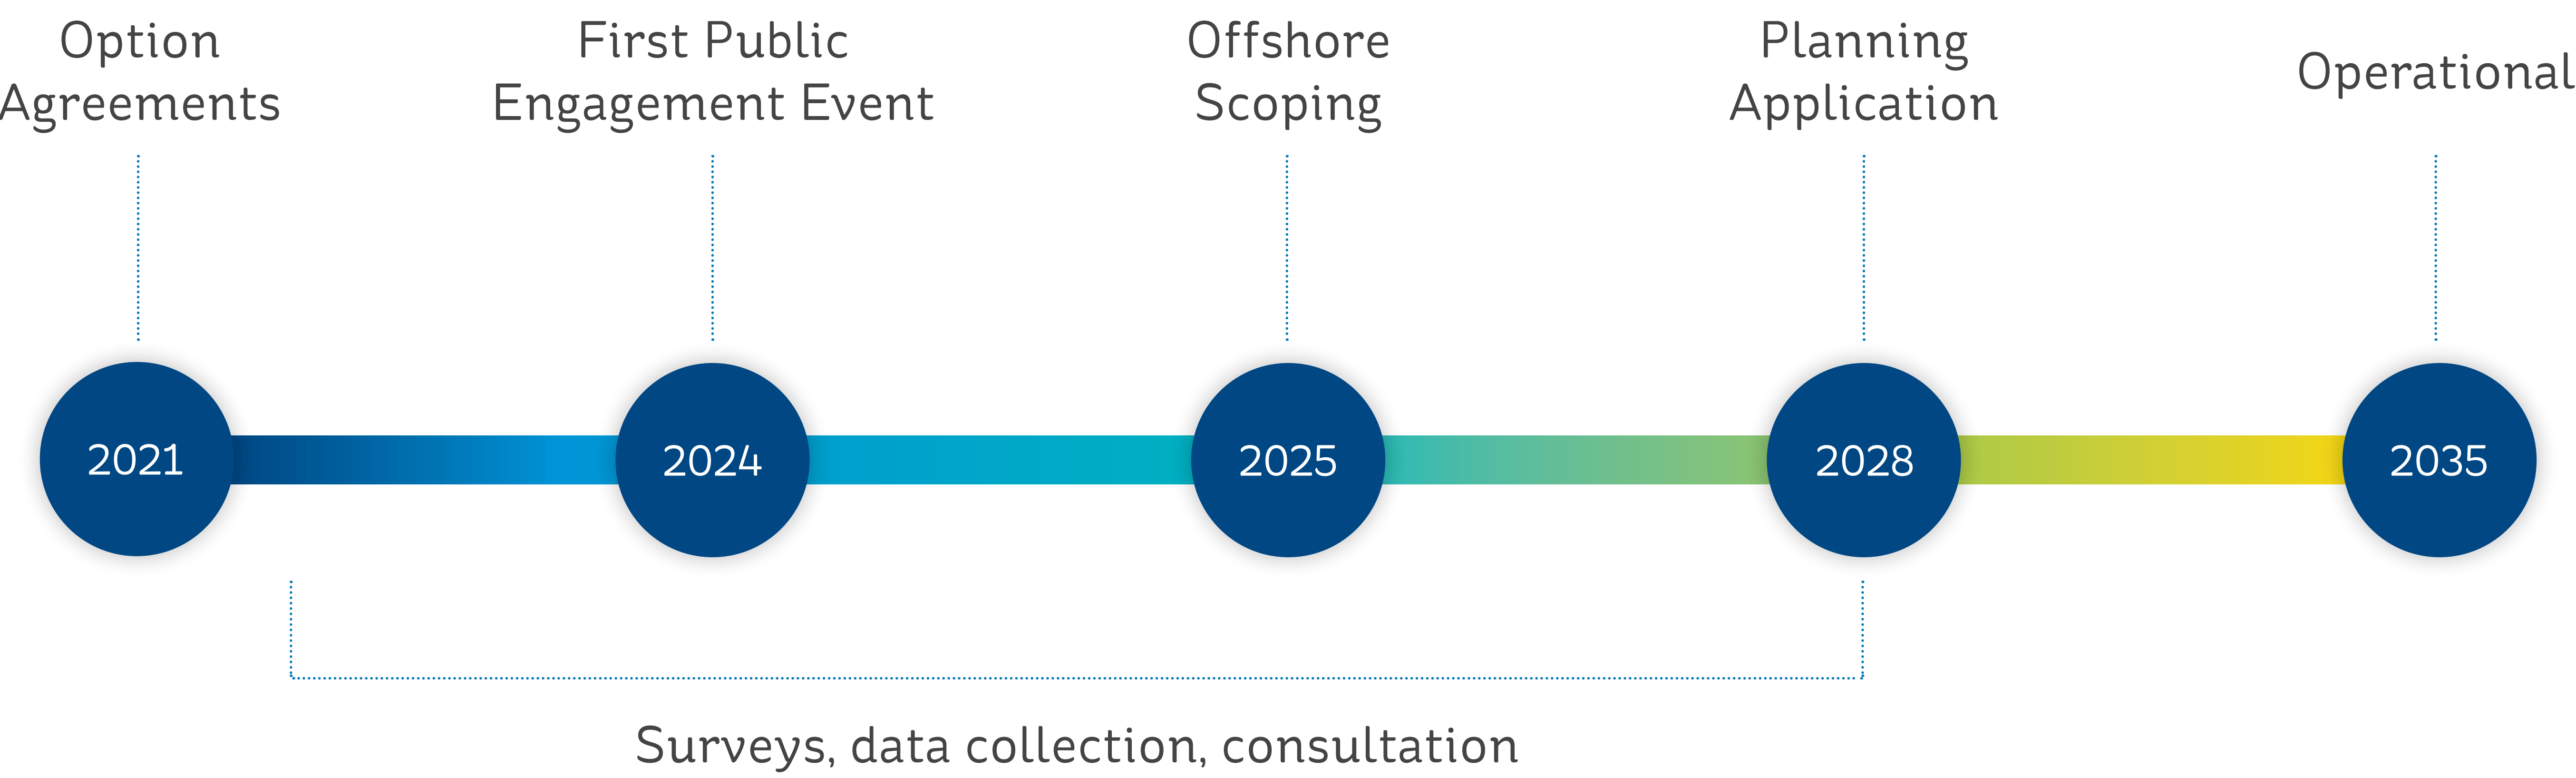 Option
Agreements
First Public
Engagement Event
Offshore
Scoping
Planning
Application
Operational
2021
2024
2025
2028
2035
Surveys, data collection, consultation